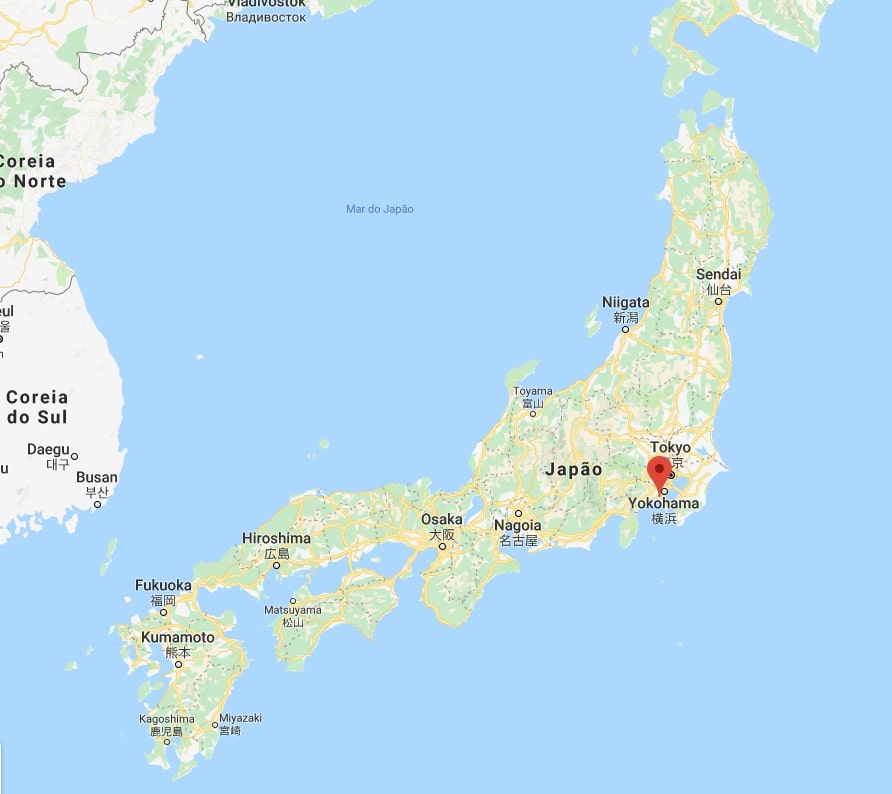 Vladivostok
Владивосток
Coreia
o Norte
Mar do Japão
Sendai
仙台
Niigata
新潟
eul
울
Coreia
do Sul
Toyama
富山
Daegu
대구
Tokyo
京
Japão
u
Busan
부산
Yokohama
横浜
Osaka
大阪
Nagoia
名古屋
Hiroshima
広島
Fukuoka
福岡
Matsuyama
松山
Kumamoto
熊本
Kagoshima
鹿児島
Miyazaki
宮崎